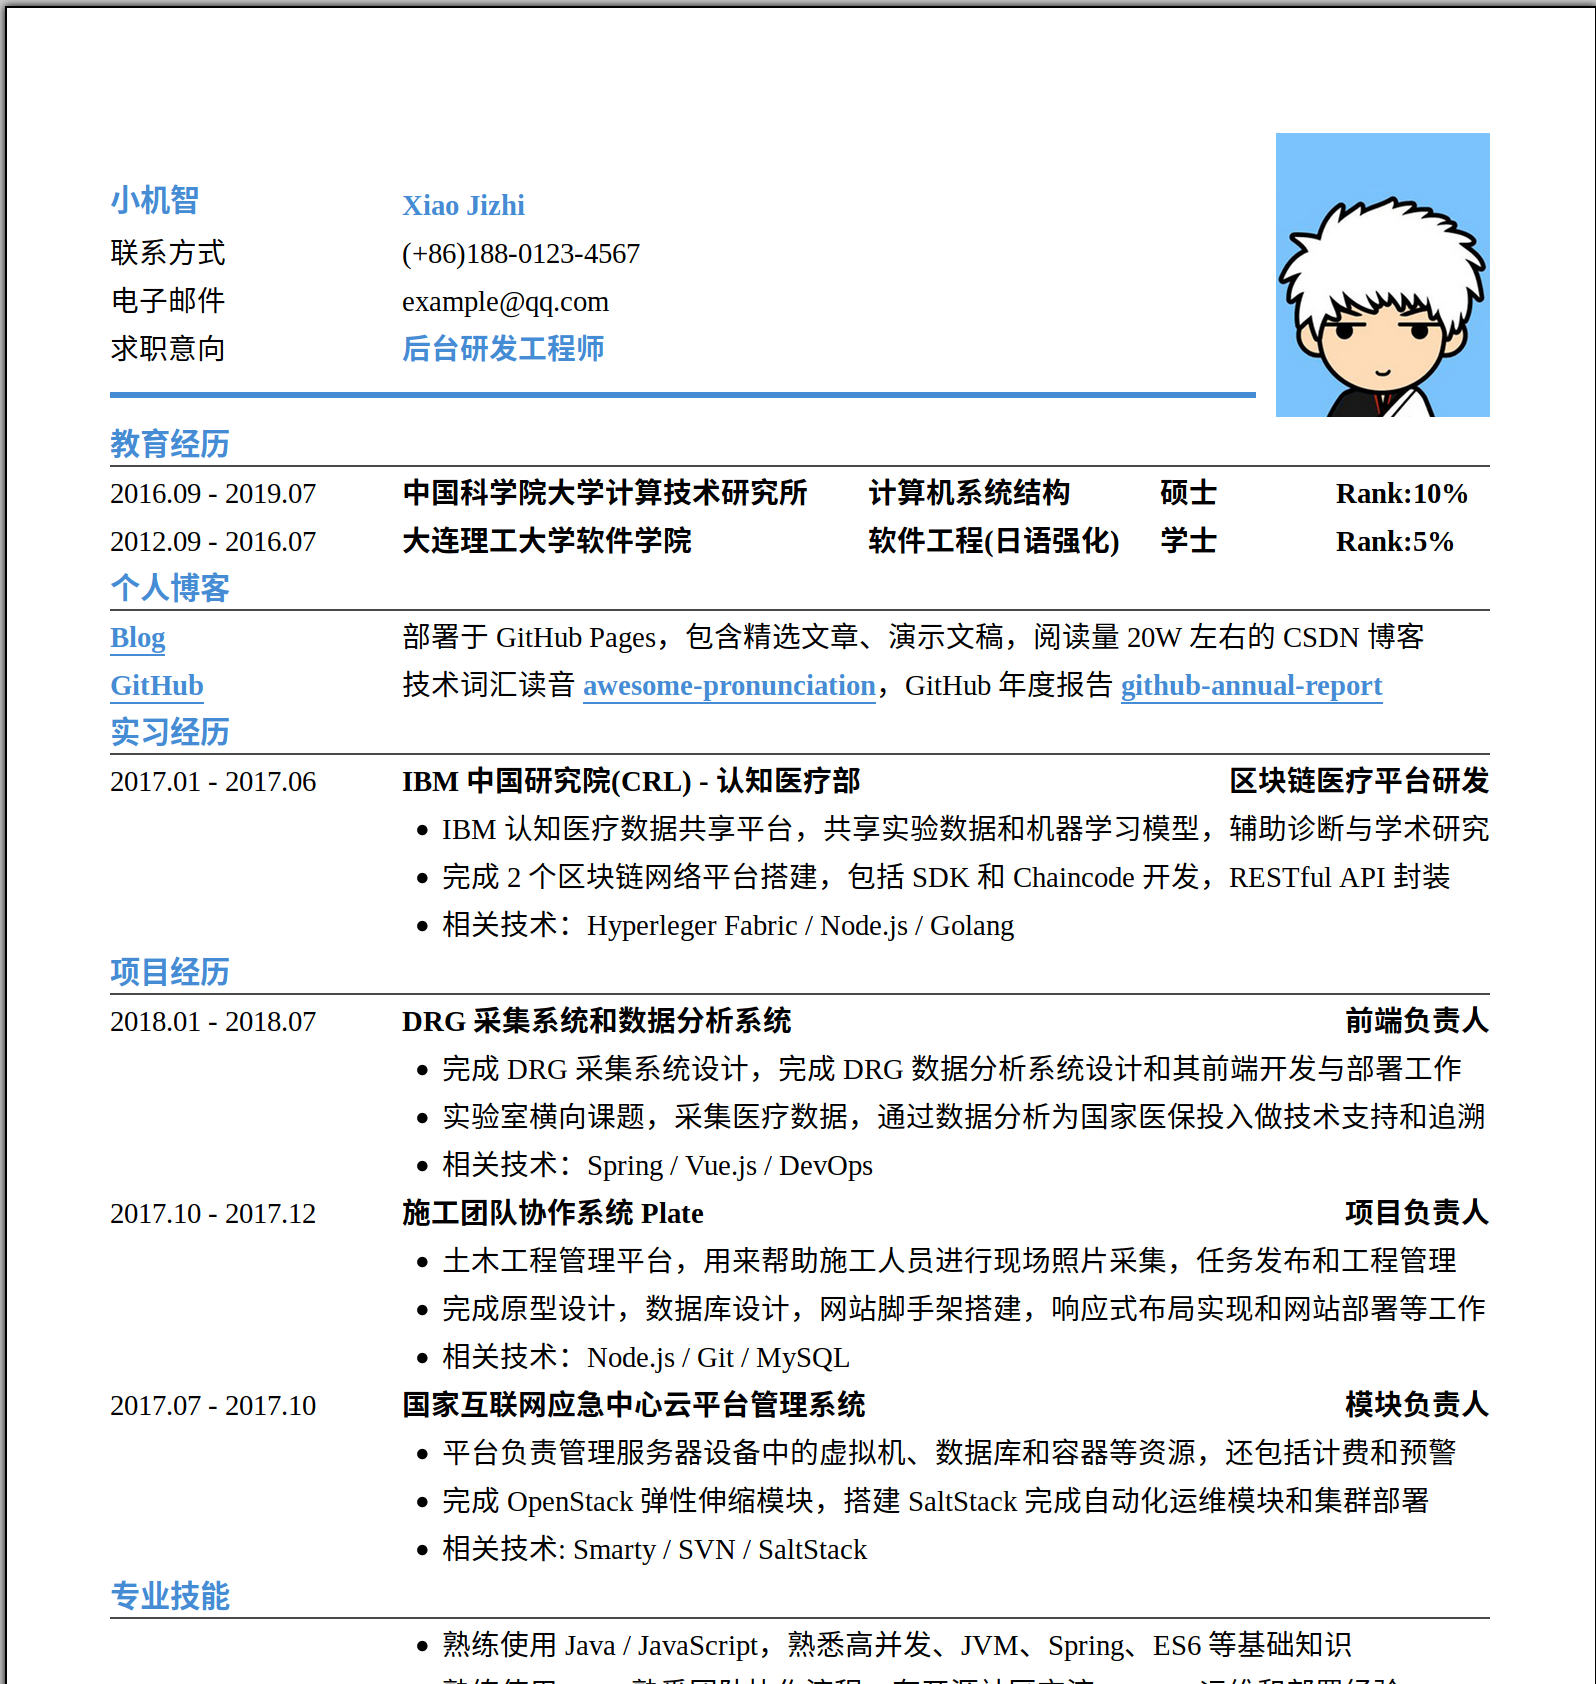 小机智 Xiao Jizhi
联系方式 (+86)188-0123-4567
电子邮件 example@qq.com
求职意向 后台研发工程师
教育经历
2016.09 - 2019.07 中国科学院大学计算技术研究所 计算机系统结构 硕士 Rank:10%
2012.09 - 2016.07 大连理工大学软件学院 软件工程(日语强化) 学士 Rank:5%
个人博客
Blog 部署于 GitHub Pages，包含精选文章、演示文稿，阅读量 20W 左右的 CSDN 博客
GitHub 技术词汇读音 awesome-pronunciation，GitHub 年度报告 github-annual-report
实习经历
2017.01 - 2017.06 IBM 中国研究院(CRL) - 认知医疗部 区块链医疗平台研发
• IBM 认知医疗数据共享平台，共享实验数据和机器学习模型，辅助诊断与学术研究
• 完成 2 个区块链网络平台搭建，包括 SDK 和 Chaincode 开发，RESTful API 封装
• 相关技术：Hyperleger Fabric / Node.js / Golang
项目经历
2018.01 - 2018.07 DRG 采集系统和数据分析系统 前端负责人
• 完成 DRG 采集系统设计，完成 DRG 数据分析系统设计和其前端开发与部署工作
• 实验室横向课题，采集医疗数据，通过数据分析为国家医保投入做技术支持和追溯
• 相关技术：Spring / Vue.js / DevOps
2017.10 - 2017.12 施工团队协作系统 Plate 项目负责人
• 土木工程管理平台，用来帮助施工人员进行现场照片采集，任务发布和工程管理
• 完成原型设计，数据库设计，网站脚手架搭建，响应式布局实现和网站部署等工作
• 相关技术：Node.js / Git / MySQL
2017.07 - 2017.10 国家互联网应急中心云平台管理系统 模块负责人
• 平台负责管理服务器设备中的虚拟机、数据库和容器等资源，还包括计费和预警
• 完成 OpenStack 弹性伸缩模块，搭建 SaltStack 完成自动化运维模块和集群部署
• 相关技术: Smarty / SVN / SaltStack
专业技能
• 熟练使用 Java / JavaScript，熟悉高并发、JVM、Spring、ES6 等基础知识